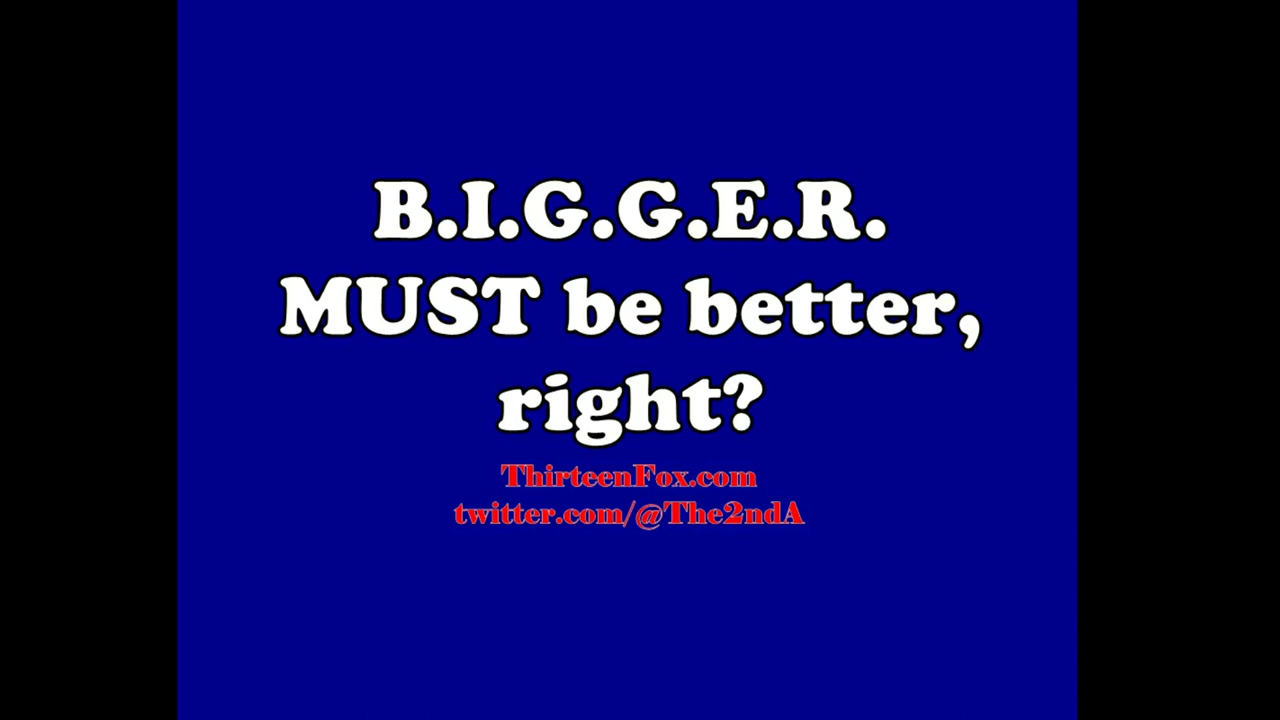 B.I.G.G.E.R.
MUST be better,
right?
ThirteenFox.com
twitter.com/@The2ndA